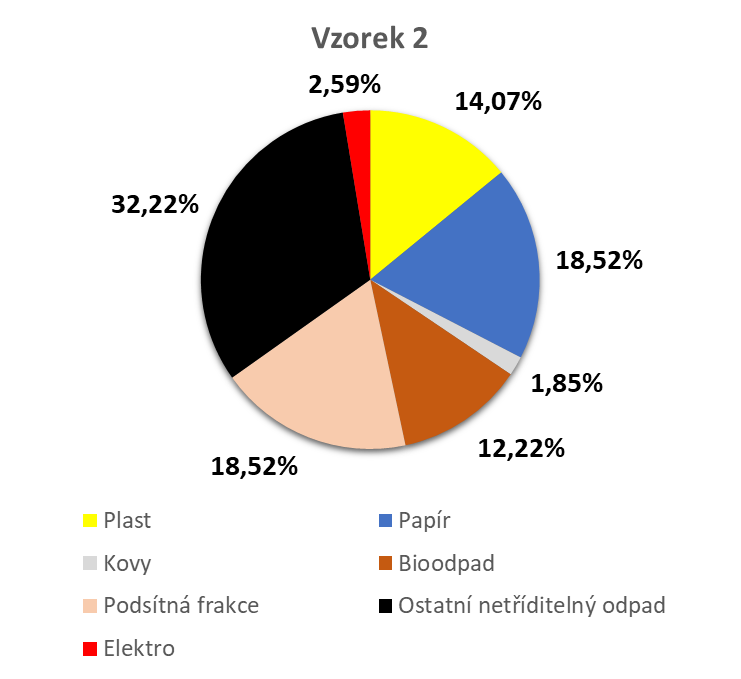 Vzorek 2
2,59%
14,07%
32,22%
18,52%
1,85%
12,22%
18,52%
Plast
Papír
Kovy
Bioodpad
Podsítná frakce
Ostatní netříditelný odpad
Elektro